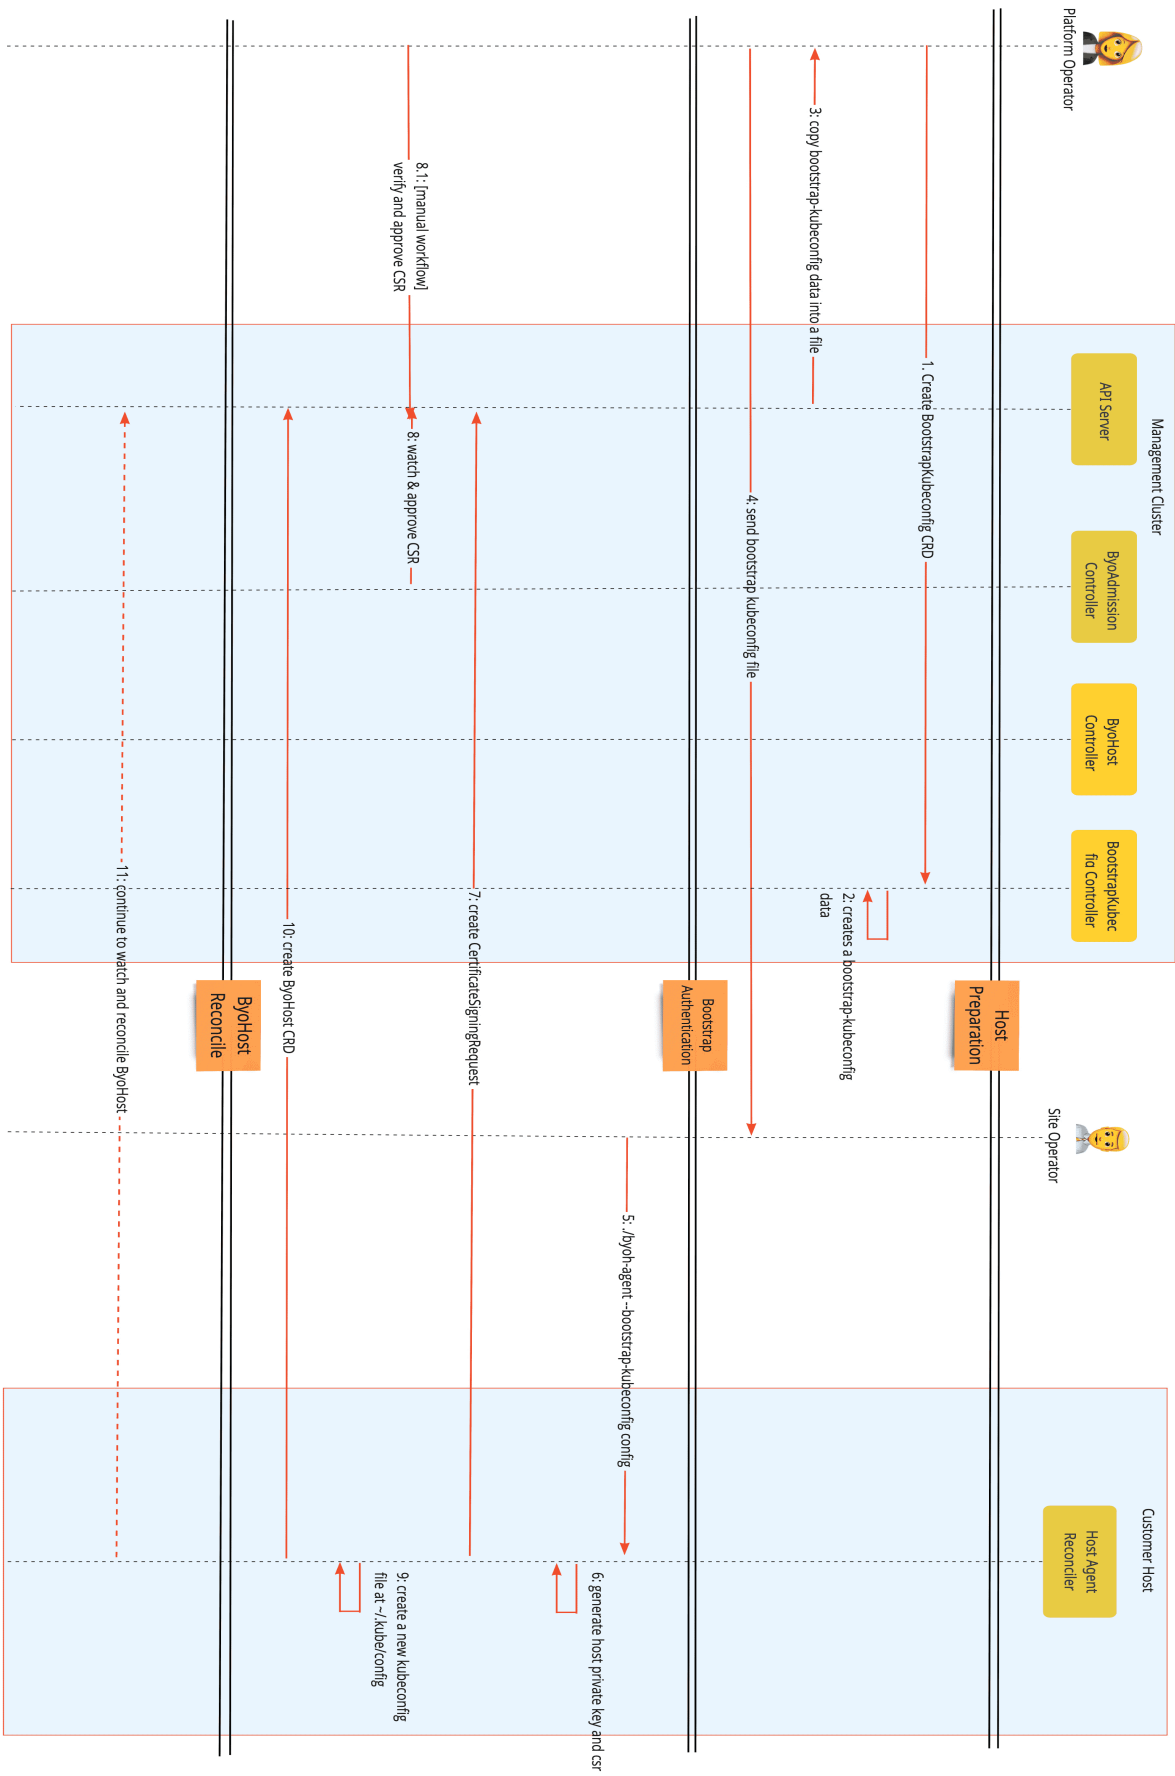 Platform Operator
Management Cluster
API Server
ByoAdmission
Controller
ByoHost
Controller
BootstrapKubec
fig Controller
Site Operator
Customer Host
Host Agent
Reconciler
Host
Preparation
1. Create BootstrapKubeconfig CRD
2: creates a bootstrap-kubeconfig
data
3: copy bootstrap-kubeconfig data into a file
4: send bootstrap kubeconfig file
Bootstrap
Authentication
5: ./byoh-agent --bootstrap-kubeconfig config
6: generate host private key and csr
7: create CertificateSigningRequest
8: watch & approve CSR
8.1: [manual workflow]
verify and approve CSR
9: create a new kubeconfig
file at ~/.kube/config
10: create ByoHost CRD
ByoHost
Reconcile
11: continue to watch and reconcile ByoHost